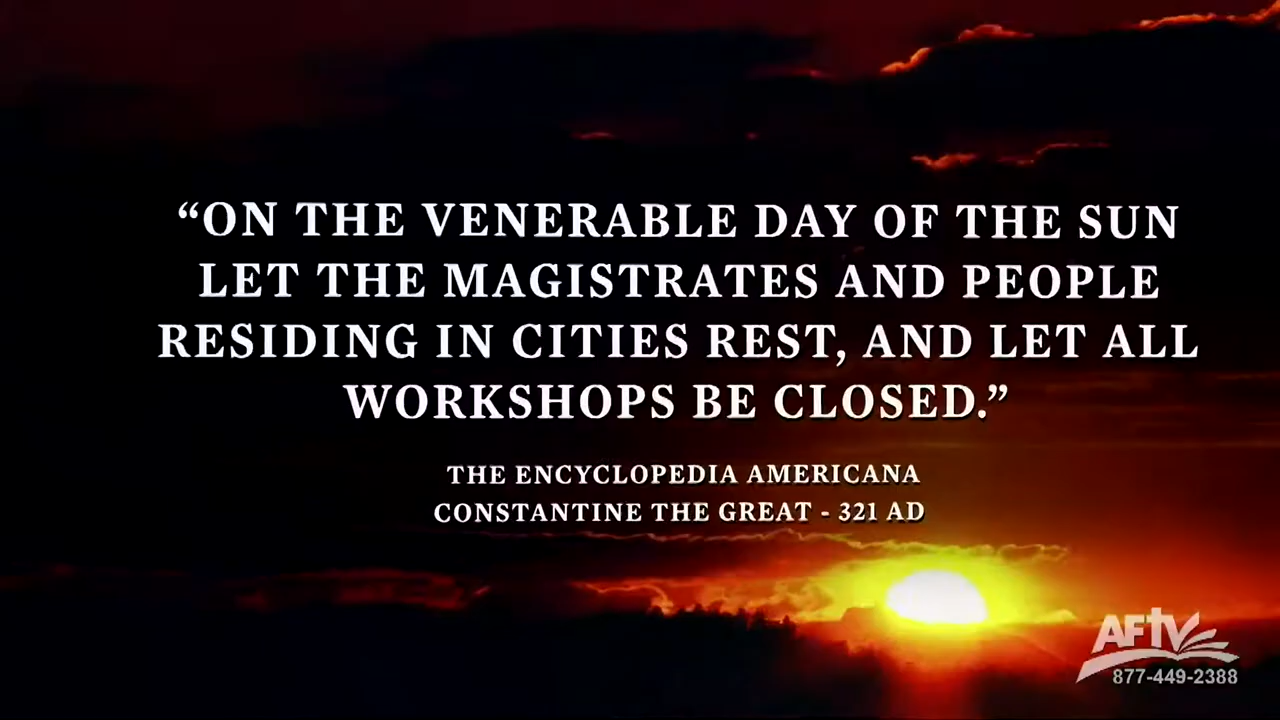 “ON THE VENERABLE DAY OF THE SUN
LET THE MAGISTRATES AND PEOPLE
RESIDING IN CITIES REST, AND LET ALL
WORKSHOPS BE CLOSED.”
THE ENCYCLOPEDIA AMERICANA
CONSTANTINE THE GREAT - 321 AD
AFTV
877-449-2388